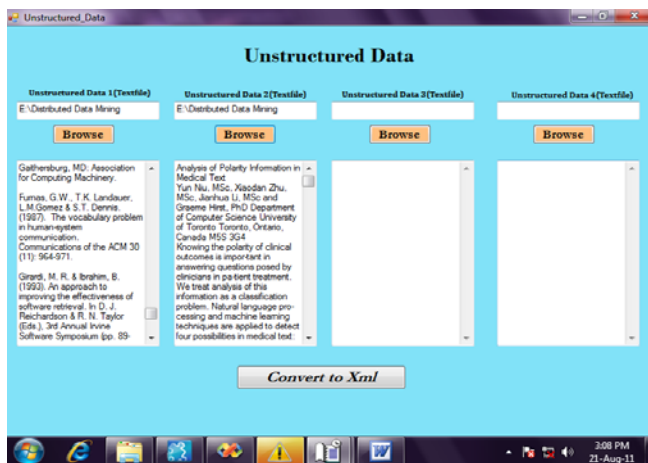 Unstructured_Data
Unstructured Data
Unstructured Data 1(Textfile)
Unstructured Data 2(Textfile)
Unstructured Data 3(Textfile)
Unstructured Data 4(Textfile)
E:\Distributed Data Mining
E:\Distributed Data Mining
Browse
Browse
Browse
Browse
Gaithersburg, MD: Association
for Computing Machinery.
Furnas, G.W., T.K. Landauer,
L.M.Gomez & S.T. Dennis.
(1987). The vocabulary problem
in human-system
communication.
Communications of the ACM 30
(11): 964-971.
Girardi, M. R. & Ibrahim, B.
(1993). An approach to
improving the effectiveness of
software retrieval. In D. J.
Reichardson & R. N. Taylor
(Eds.), 3rd Annual Irvine
Software Symposium (pp. 89-
Analysis of Polarity Information in
Medical Text
Yun Niu, MSc, Xiaodan Zhu,
MSc, Jianhua Li, MSc and
Graeme Hirst, PhD Department
of Computer Science University
of Toronto Toronto, Ontario,
Canada M5S 3G4
Knowing the polarity of clinical
outcomes is impor-tant in
answering questions posed by
clinicians in pa-tient treatment.
We treat analysis of this
information as a classification
problem. Natural language pro-
cessing and machine learning
techniques are applied to detect
four possibilities in medical text:
Convert to Xml
3:08 PM
21-Aug-11